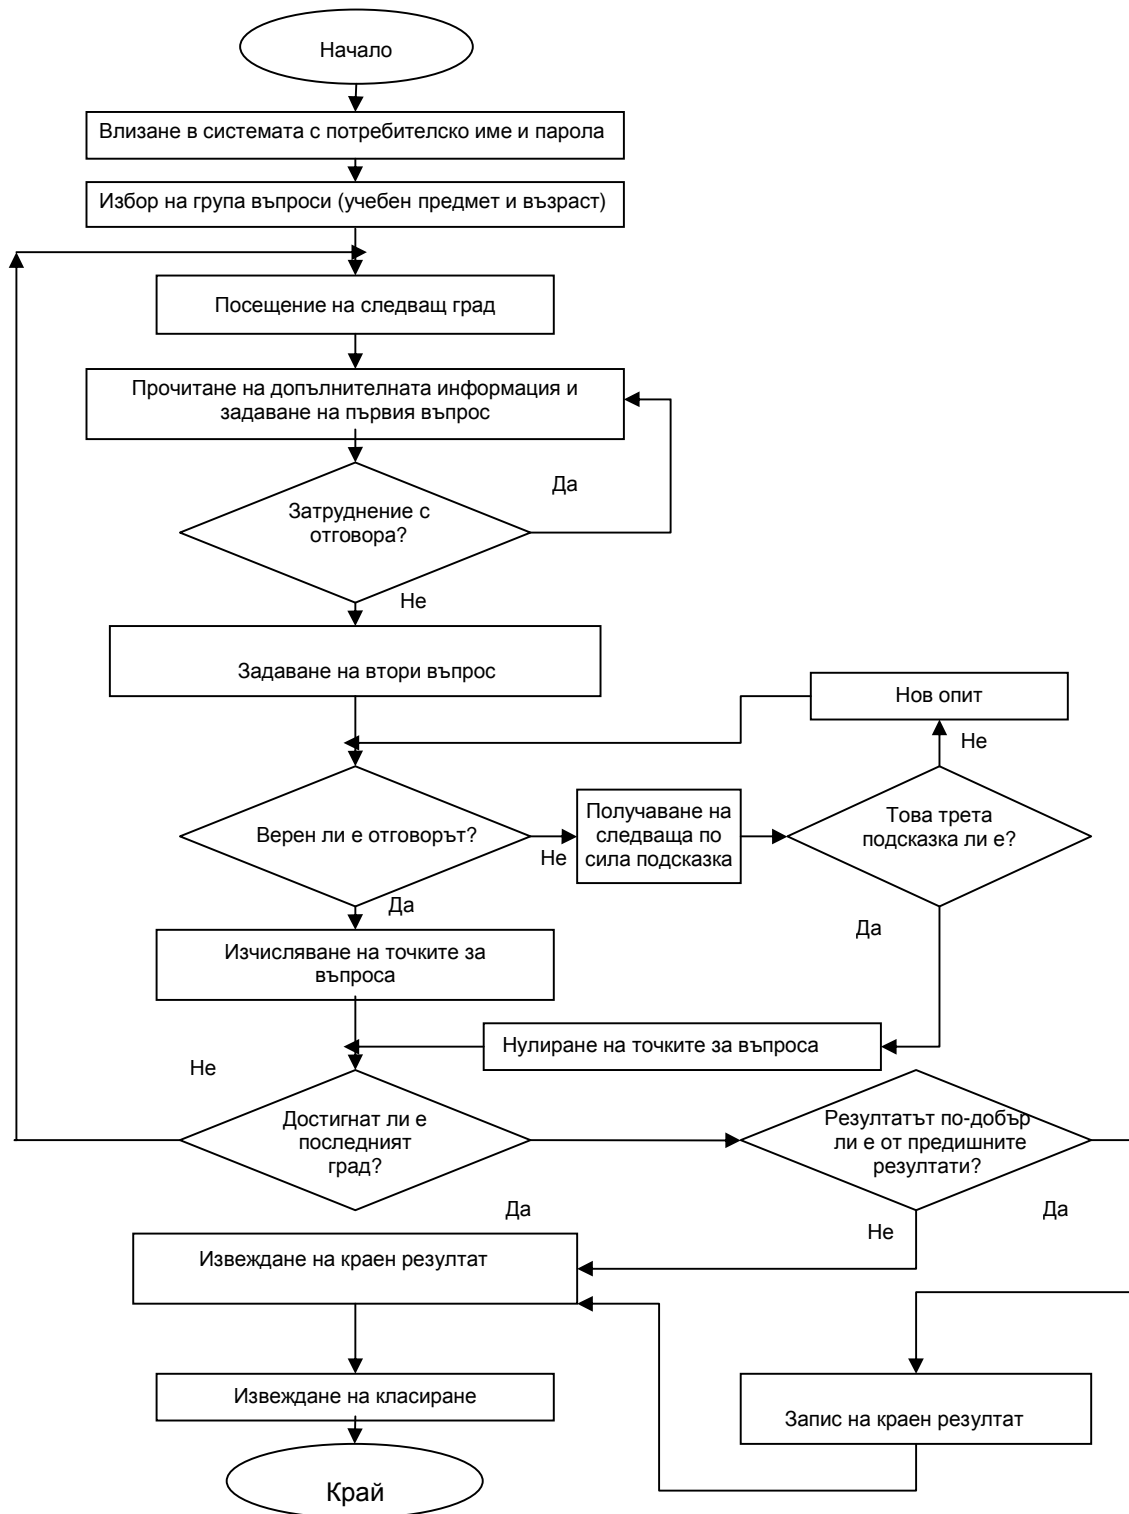 Начало
Влизане в системата с потребителско име и парола
Избор на група въпроси (учебен предмет и възраст)
Посещение на следващ град
Прочитане на допълнителната информация и
задаване на първия въпрос
Да
Затруднение с
отговора?
Не
Задаване на втори въпрос
Нов опит
Не
Верен ли е отговорът?
Не
Получаване на
следваща по
сила подсказка
Това трета
подсказка ли е?
Да
Да
Изчисляване на точките за
въпроса
Нулиране на точките за въпроса
Не
Достигнат ли е
последният
град?
Резултатът по-добър
ли е от предишните
резултати?
Да
Не
Да
Извеждане на краен резултат
Извеждане на класиране
Запис на краен резултат
Край